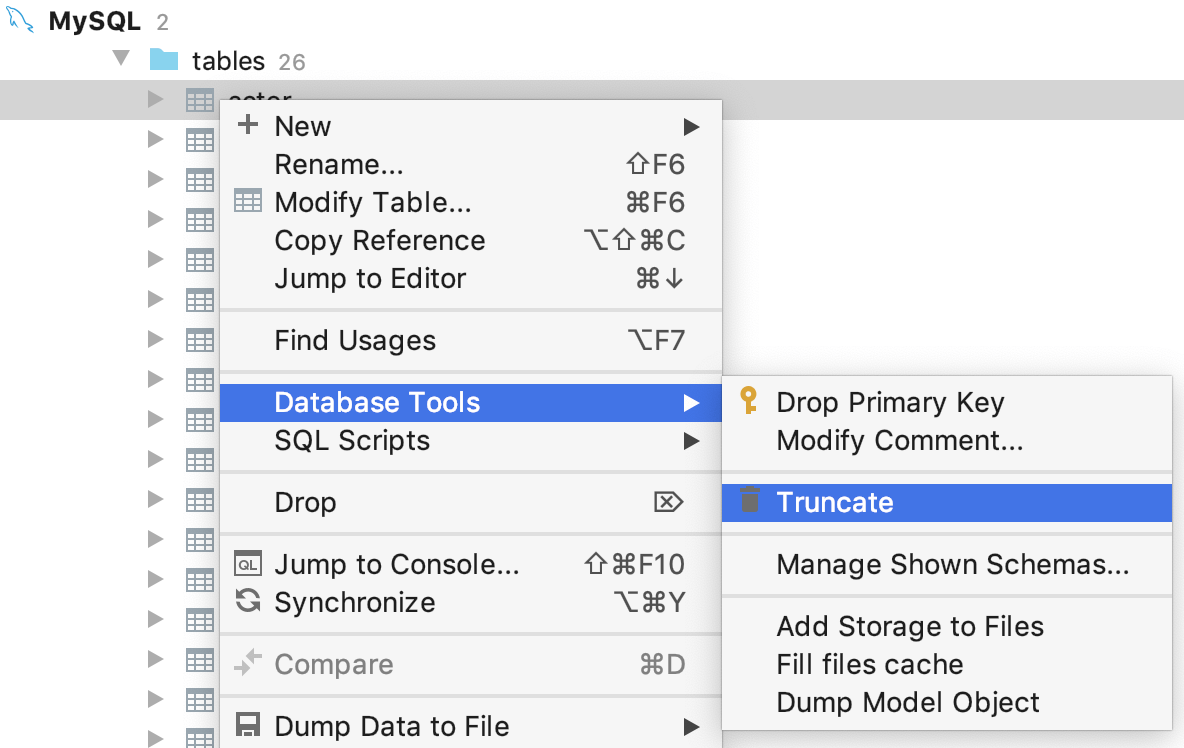 MySQL 2
tables 26
actor
New
Rename... ⇧F6
Modify Table... ⌘F6
Copy Reference ⌥⇧⌘C
Jump to Editor ⌘↓
Find Usages ⌥F7
Database Tools
SQL Scripts
Drop ⌦
QL Jump to Console... ⇧⌘F10
Synchronize ⌥⌘Y
Compare ⌘D
Dump Data to File
Drop Primary Key
Modify Comment...
Truncate
Manage Shown Schemas...
Add Storage to Files
Fill files cache
Dump Model Object